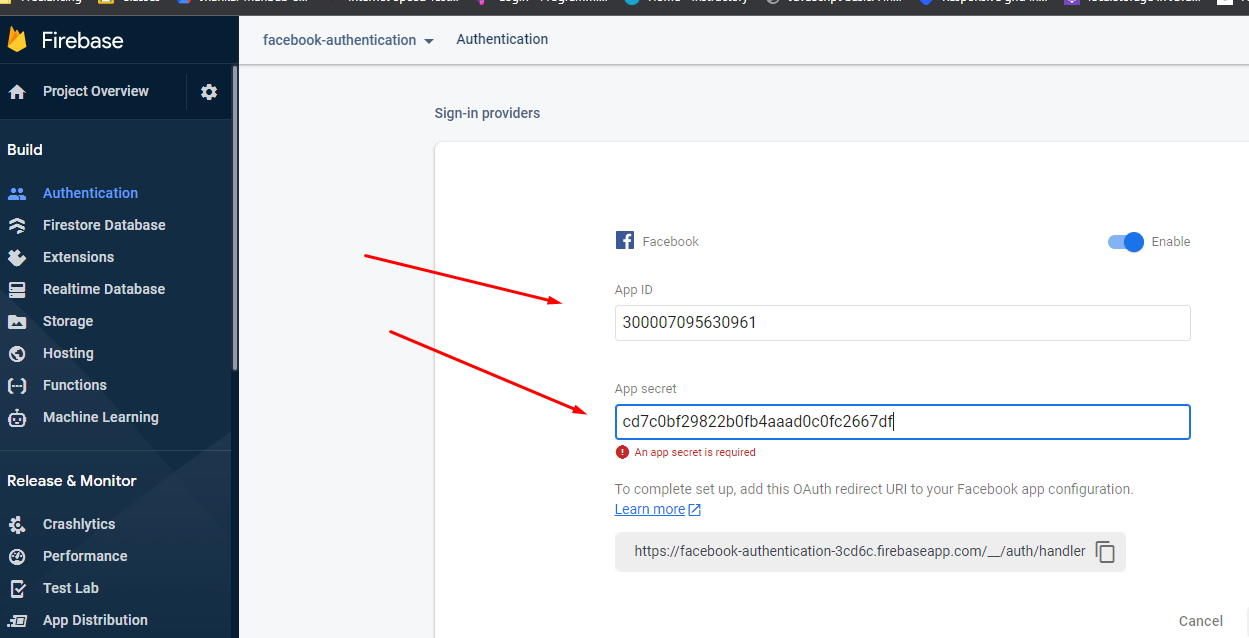 Firebase
facebook-authentication
Authentication
Project Overview
Sign-in providers
Build
Authentication
Firestore Database
Extensions
Realtime Database
Storage
Hosting
Functions
Machine Learning
Release & Monitor
Crashlytics
Performance
Test Lab
App Distribution
Facebook
Enable
App ID
300007095630961
App secret
cd7c0bf29822b0fb4aaad0c0fc2667df
An app secret is required
To complete set up, add this OAuth redirect URI to your Facebook app configuration.
Learn more
https://facebook-authentication-3cd6c.firebaseapp.com/__/auth/handler
Cancel